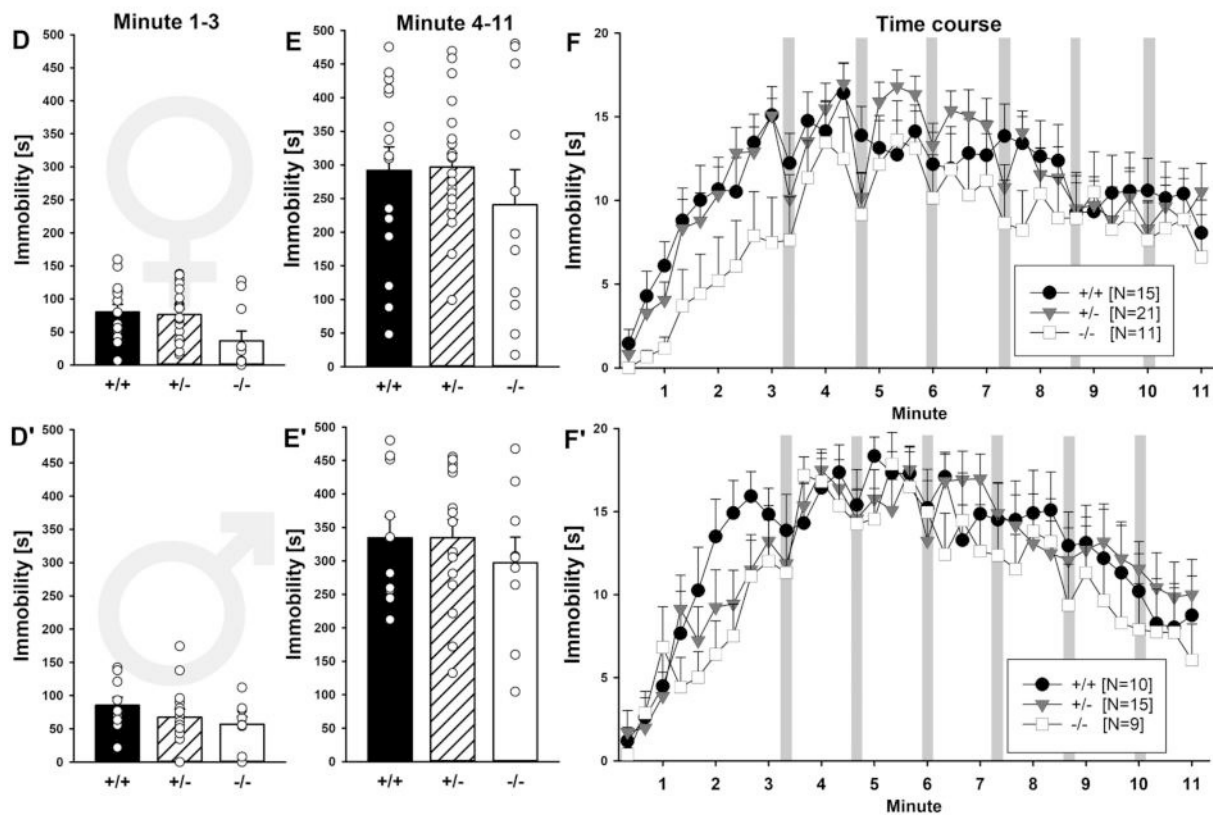 D
Minute 1-3
Immobility [s]
500
450
400
350
300
250
200
150
100
50
0
+/+ +/- -/-
E
Minute 4-11
Immobility [s]
500
450
400
350
300
250
200
150
100
50
0
+/+ +/- -/-
F
Time course
Immobility [s]
20
15
10
5
0
+/+ [N=15]
+/- [N=21]
-/- [N=11]
1 2 3 4 5 6 7 8 9 10 11
Minute
D'
Immobility [s]
500
450
400
350
300
250
200
150
100
50
0
+/+ +/- -/-
E'
Immobility [s]
500
450
400
350
300
250
200
150
100
50
0
+/+ +/- -/-
F'
Immobility [s]
20
15
10
5
0
+/+ [N=10]
+/- [N=15]
-/- [N=9]
1 2 3 4 5 6 7 8 9 10 11
Minute